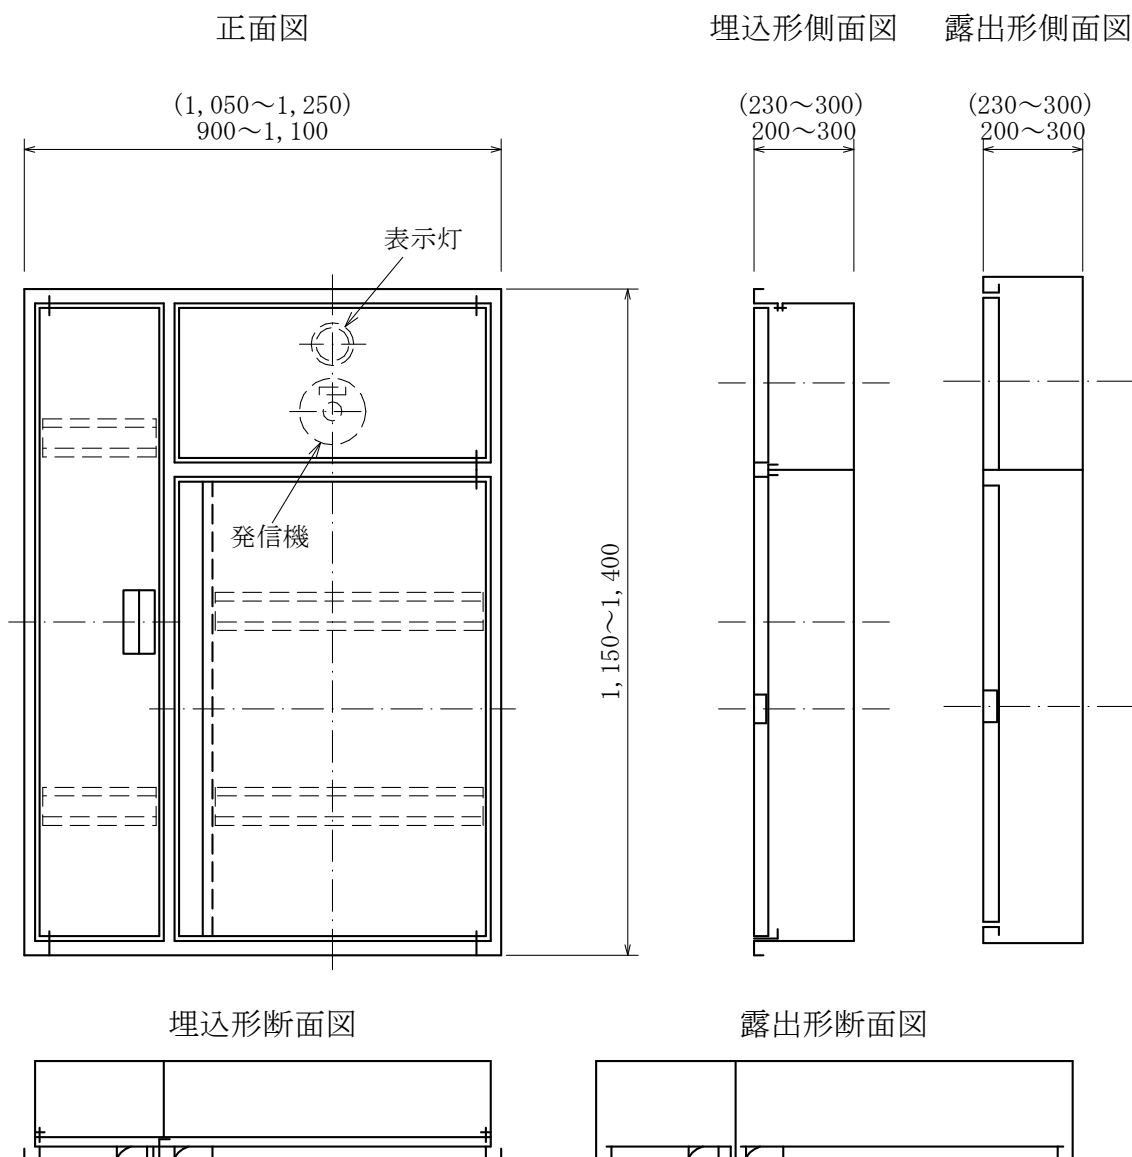 正面図
埋込形側面図
露出形側面図
(1,050～1,250)
900～1,100
(230～300)
200～300
(230～300)
200～300
表示灯
発信機
1,150～1,400
埋込形断面図
露出形断面図